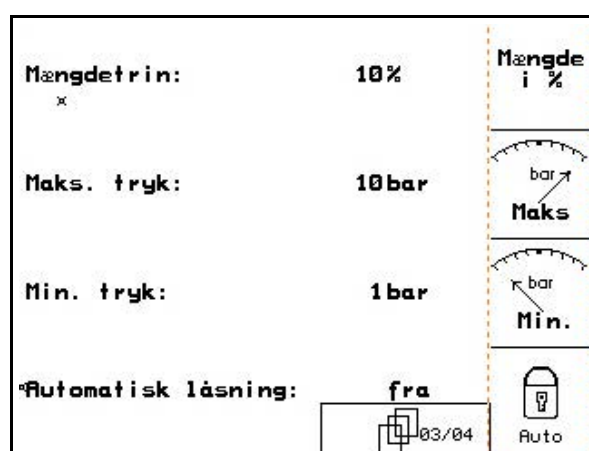 Mængdetrin: 10%
Mængde
i %
Maks. tryk: 10bar
bar
Maks
Min. tryk: 1bar
bar
Min.
Automatisk låsning: fra
03/04
Auto